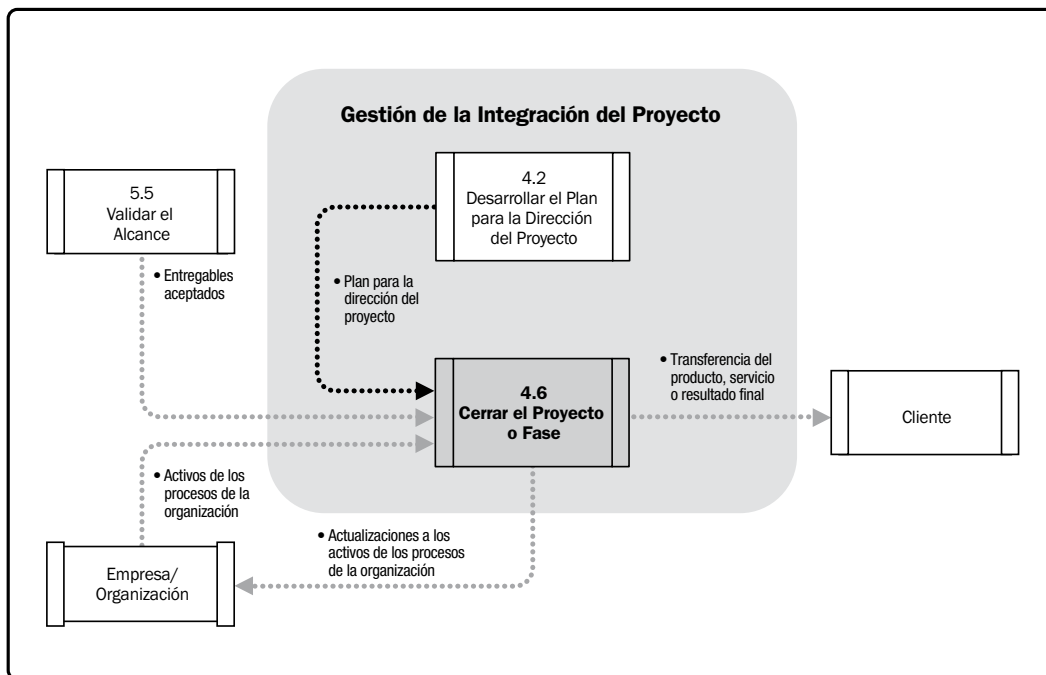 Gestión de la Integración del Proyecto
5.5
Validar el
Alcance
4.2
Desarrollar el Plan
para la Dirección
del Proyecto
• Entregables
aceptados
• Plan para la
dirección del
proyecto
4.6
Cerrar el Proyecto
o Fase
• Transferencia del
producto, servicio
o resultado final
Cliente
• Activos de los
procesos de la
organización
• Actualizaciones a los
activos de los procesos
de la organización
Empresa/
Organización